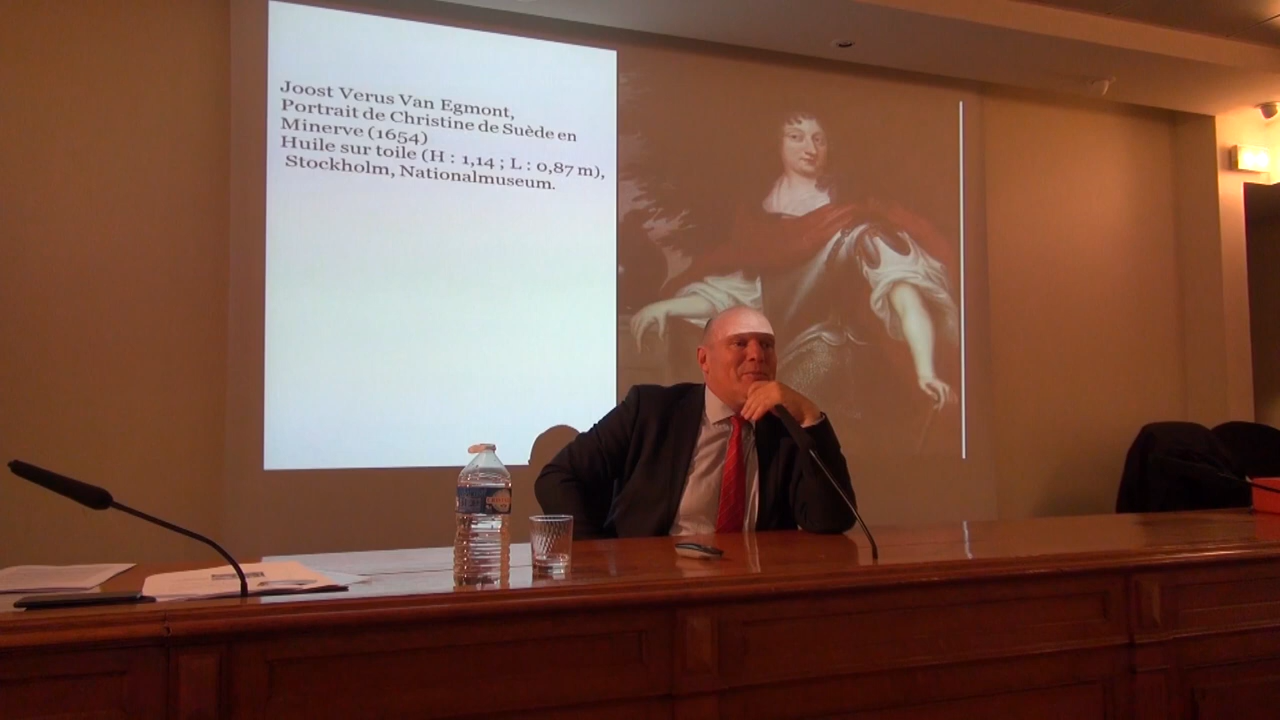 Joost Verus Van Egmont,
Portrait de Christine de Suède en
Minerve (1654)
Huile sur toile (H : 1,14 ; L : 0,87 m),
Stockholm, Nationalmuseum.